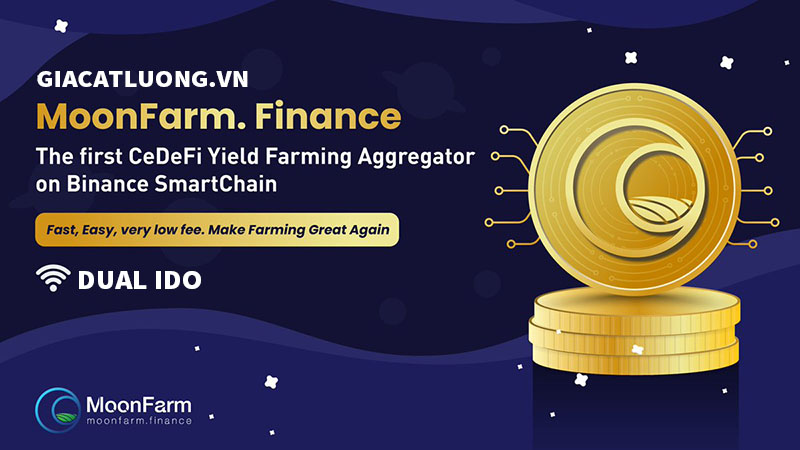 GIACATLUONG.VN
MoonFarm. Finance
The first CeDeFi Yield Farming Aggregator
on Binance SmartChain
Fast, Easy, very low fee. Make Farming Great Again
DUAL IDO
MoonFarm
moonfarm.finance